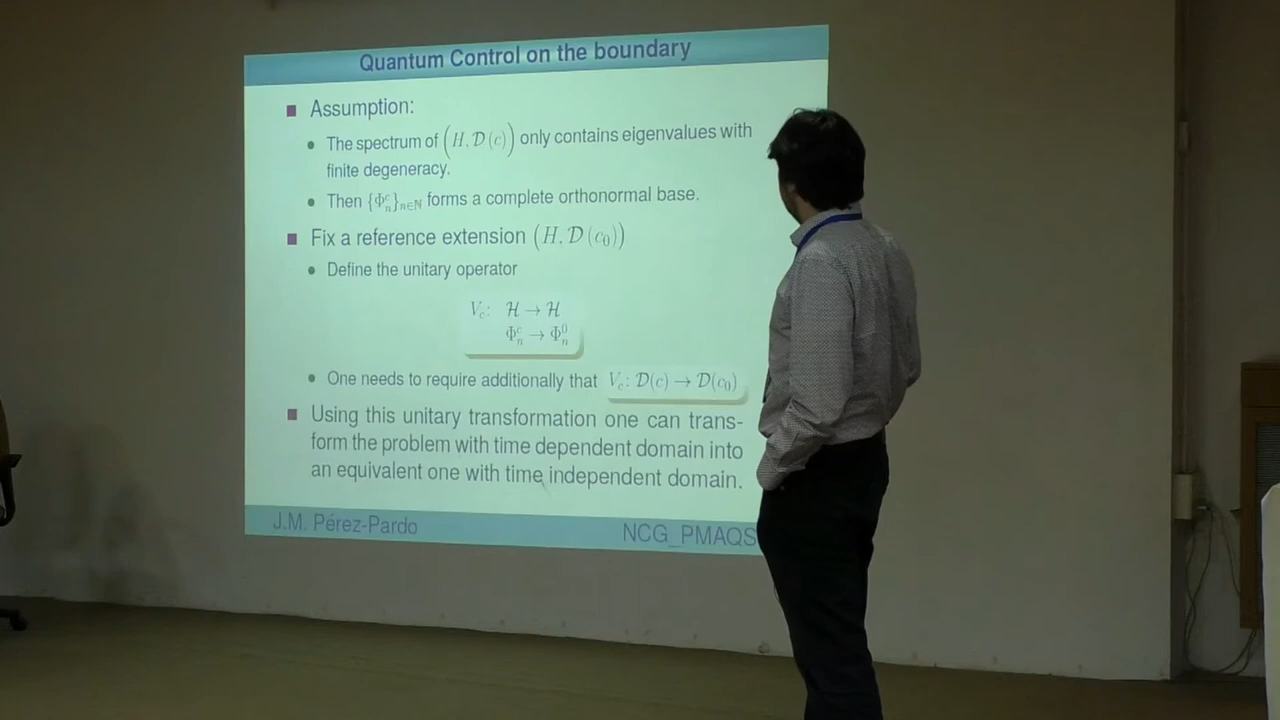 Quantum Control on the boundary
Assumption:
The spectrum of (H, 𝒟(c)) only contains eigenvalues with
finite degeneracy.
Then {Φₙᶜ}ₙ∈ℕ forms a complete orthonormal base.
Fix a reference extension (H, 𝒟(c₀))
Define the unitary operator
V_c: ℋ → ℋ
Φₙᶜ → Φₙ⁰
One needs to require additionally that V_c: 𝒟(c) → 𝒟(c₀)
Using this unitary transformation one can trans-
form the problem with time dependent domain into
an equivalent one with time independent domain.
J.M. Pérez-Pardo NCG_PMAQS